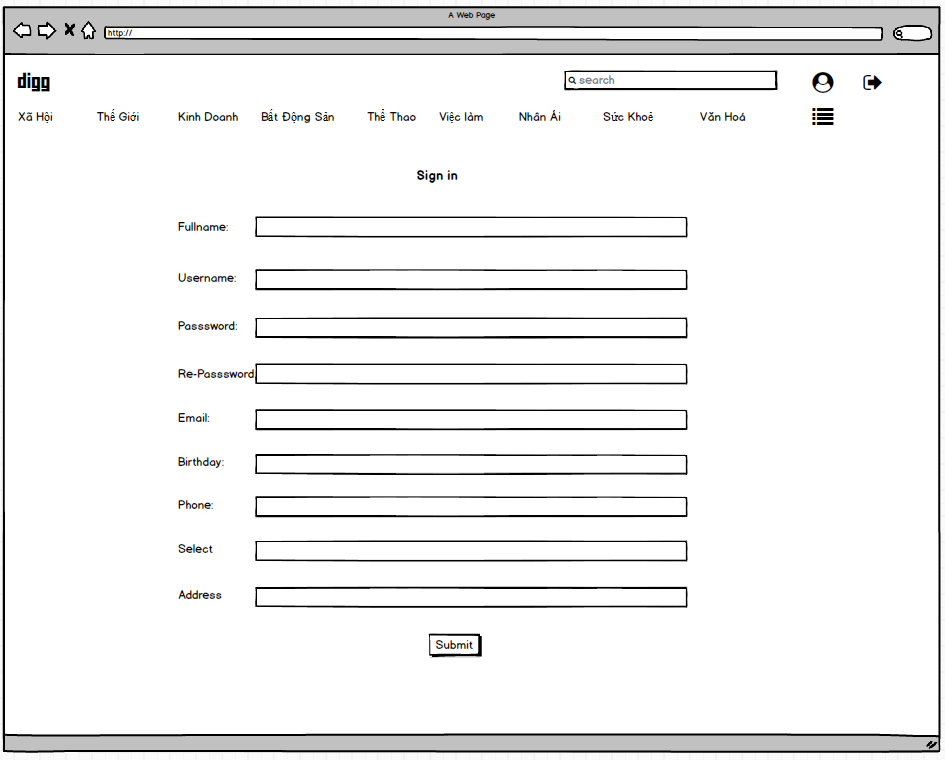 A Web Page
http://
digg
search
Xã Hội Thế Giới Kinh Doanh Bất Động Sản Thể Thao Việc làm Nhân Ái Sức Khoẻ Văn Hoá
Sign in
Fullname:
Username:
Passsword:
Re-Passsword:
Email:
Birthday:
Phone:
Select
Address
Submit